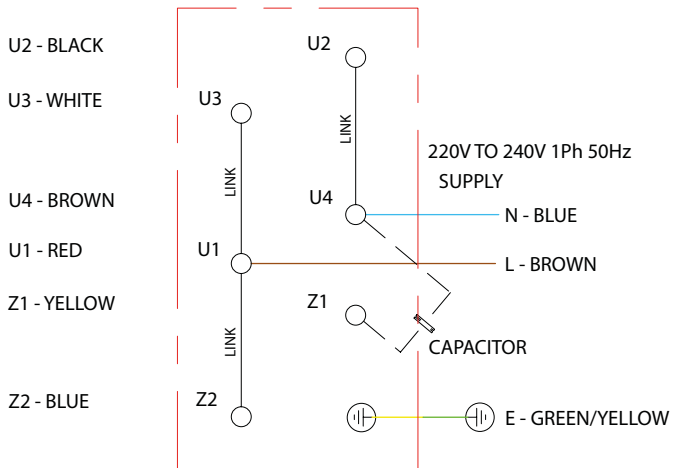 U2 - BLACK
U3 - WHITE
U4 - BROWN
U1 - RED
Z1 - YELLOW
Z2 - BLUE
U2
U3
LINK
LINK
U4
U1
Z1
LINK
Z2
220V TO 240V 1Ph 50Hz
SUPPLY
N - BLUE
L - BROWN
CAPACITOR
E - GREEN/YELLOW